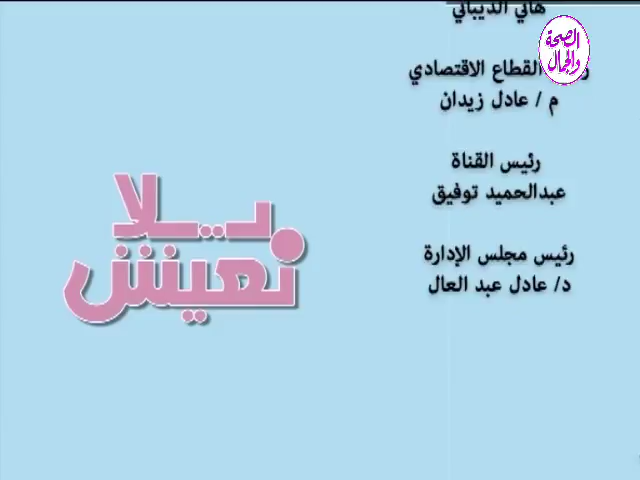 هاني الديباني
الصحة
والجمال
القطاع الاقتصادي
م / عادل زيدان
رئيس القناة
عبدالحميد توفيق
رئيس مجلس الإدارة
د/ عادل عبد العال
يلا
نعيش